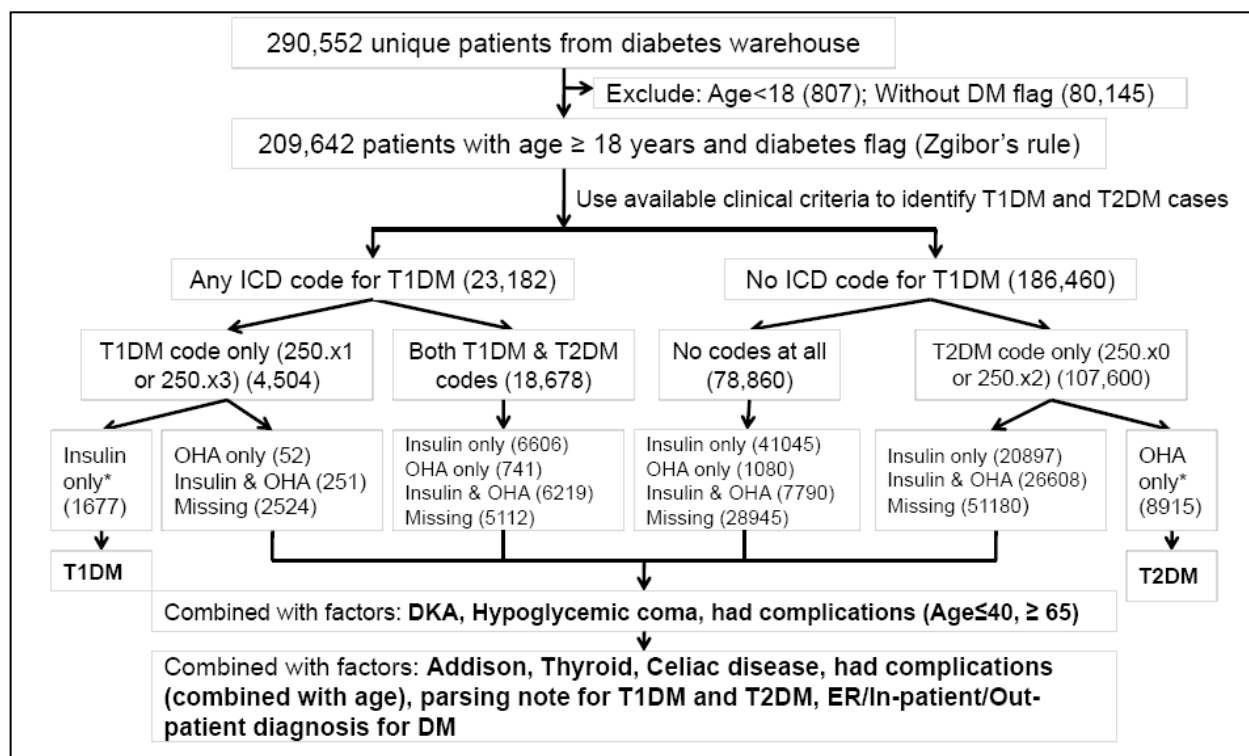 290,552 unique patients from diabetes warehouse
Exclude: Age<18 (807); Without DM flag (80,145)
209,642 patients with age ≥ 18 years and diabetes flag (Zgibor's rule)
Use available clinical criteria to identify T1DM and T2DM cases
Any ICD code for T1DM (23,182)
No ICD code for T1DM (186,460)
T1DM code only (250.x1
or 250.x3) (4,504)
Both T1DM & T2DM
codes (18,678)
No codes at all
(78,860)
T2DM code only (250.x0
or 250.x2) (107,600)
Insulin
only*
(1677)
OHA only (52)
Insulin & OHA (251)
Missing (2524)
Insulin only (6606)
OHA only (741)
Insulin & OHA (6219)
Missing (5112)
Insulin only (41045)
OHA only (1080)
Insulin & OHA (7790)
Missing (28945)
Insulin only (20897)
Insulin & OHA (26608)
Missing (51180)
OHA
only*
(8915)
T1DM
T2DM
Combined with factors: DKA, Hypoglycemic coma, had complications (Age≤40, ≥ 65)
Combined with factors: Addison, Thyroid, Celiac disease, had complications
(combined with age), parsing note for T1DM and T2DM, ER/In-patient/Out-
patient diagnosis for DM